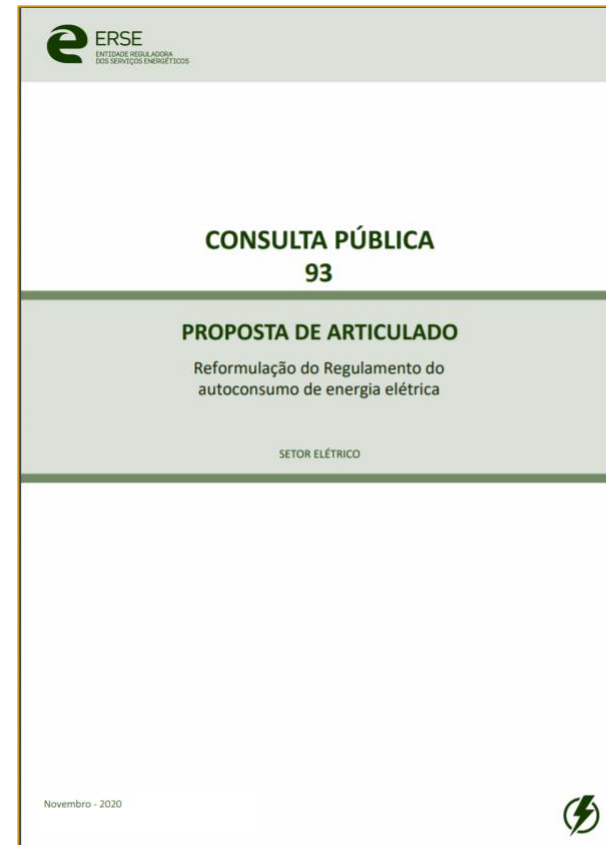 ERSE
ENTIDADE REGULADORA
DOS SERVIÇOS ENERGÉTICOS
CONSULTA PÚBLICA
93
PROPOSTA DE ARTICULADO
Reformulação do Regulamento do
autoconsumo de energia elétrica
SETOR ELÉTRICO
Novembro - 2020